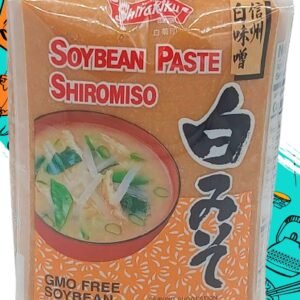 Shirakiku
信州
白味噌
SOYBEAN PASTE
SHIROMISO
白みそ
GMO FREE
SOYBEAN